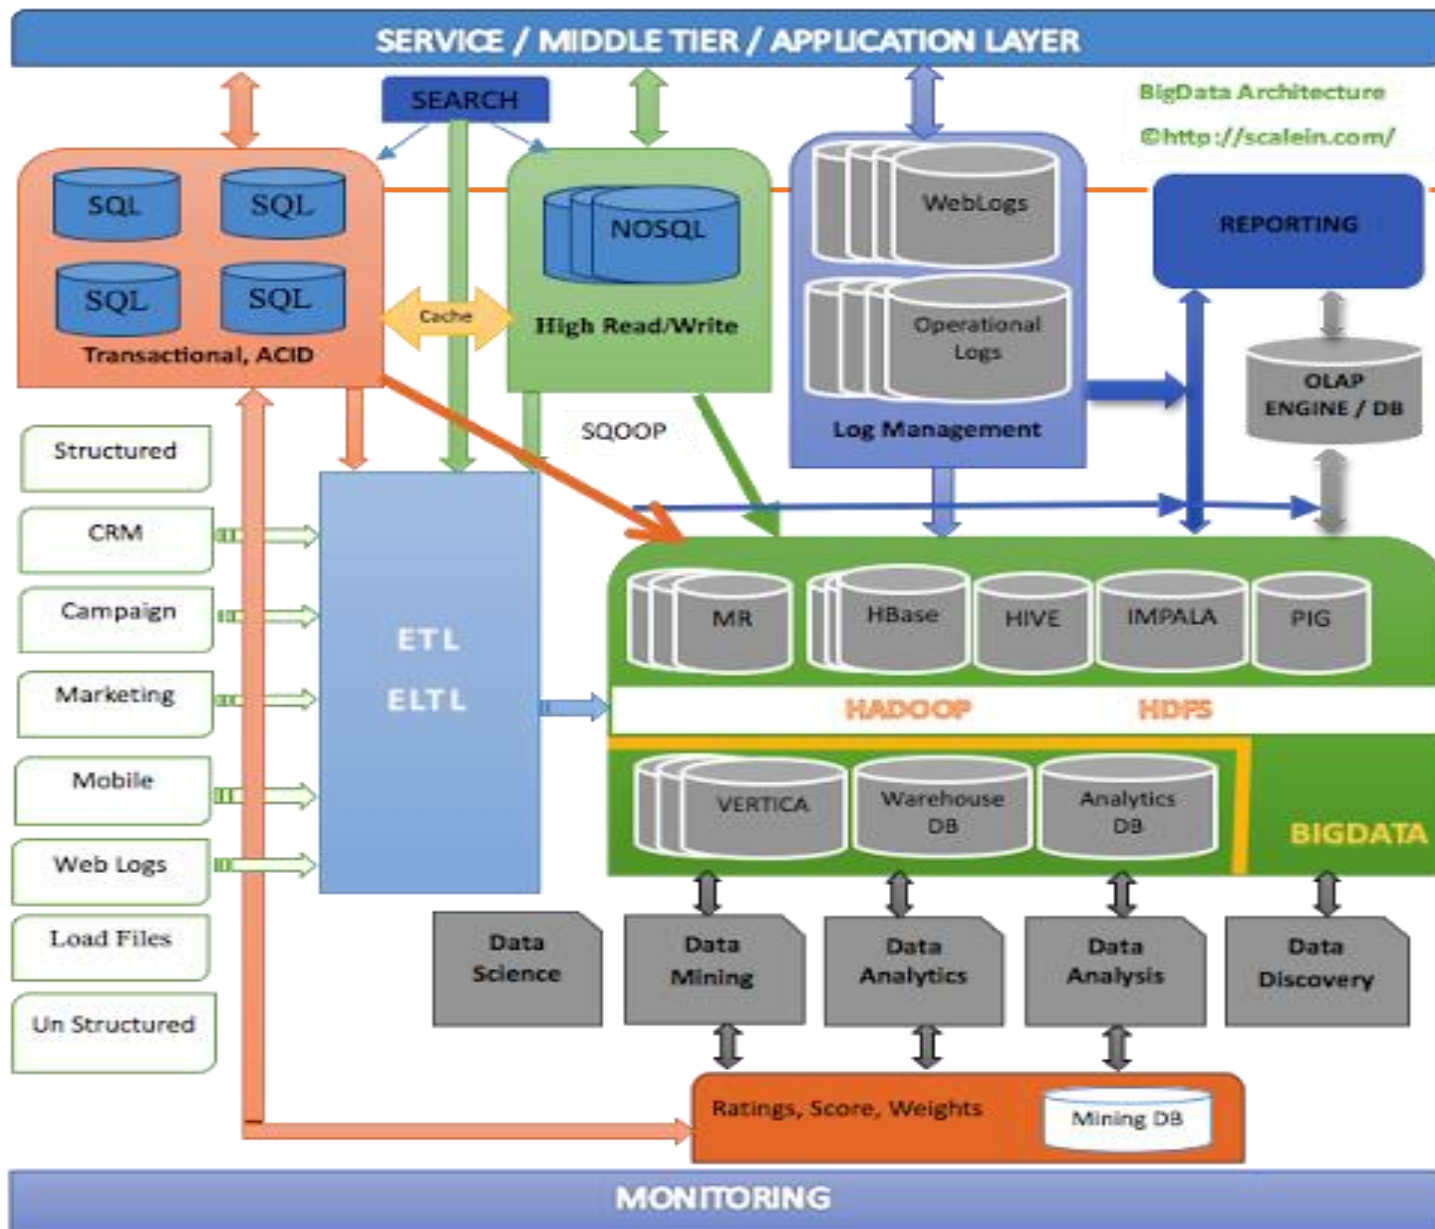 SERVICE / MIDDLE TIER / APPLICATION LAYER
SEARCH
BigData Architecture
©http://scalein.com/
SQL
SQL
SQL
SQL
Transactional, ACID
Cache
NOSQL
High Read/Write
WebLogs
Operational
Logs
Log Management
REPORTING
OLAP
ENGINE / DB
SQOOP
Structured
CRM
Campaign
Marketing
Mobile
Web Logs
Load Files
Un Structured
ETL
ELTL
MR
HBase
HIVE
IMPALA
PIG
HADOOP
HDFS
VERTICA
Warehouse
DB
Analytics
DB
BIGDATA
Data
Science
Data
Mining
Data
Analytics
Data
Analysis
Data
Discovery
Ratings, Score, Weights
Mining DB
MONITORING